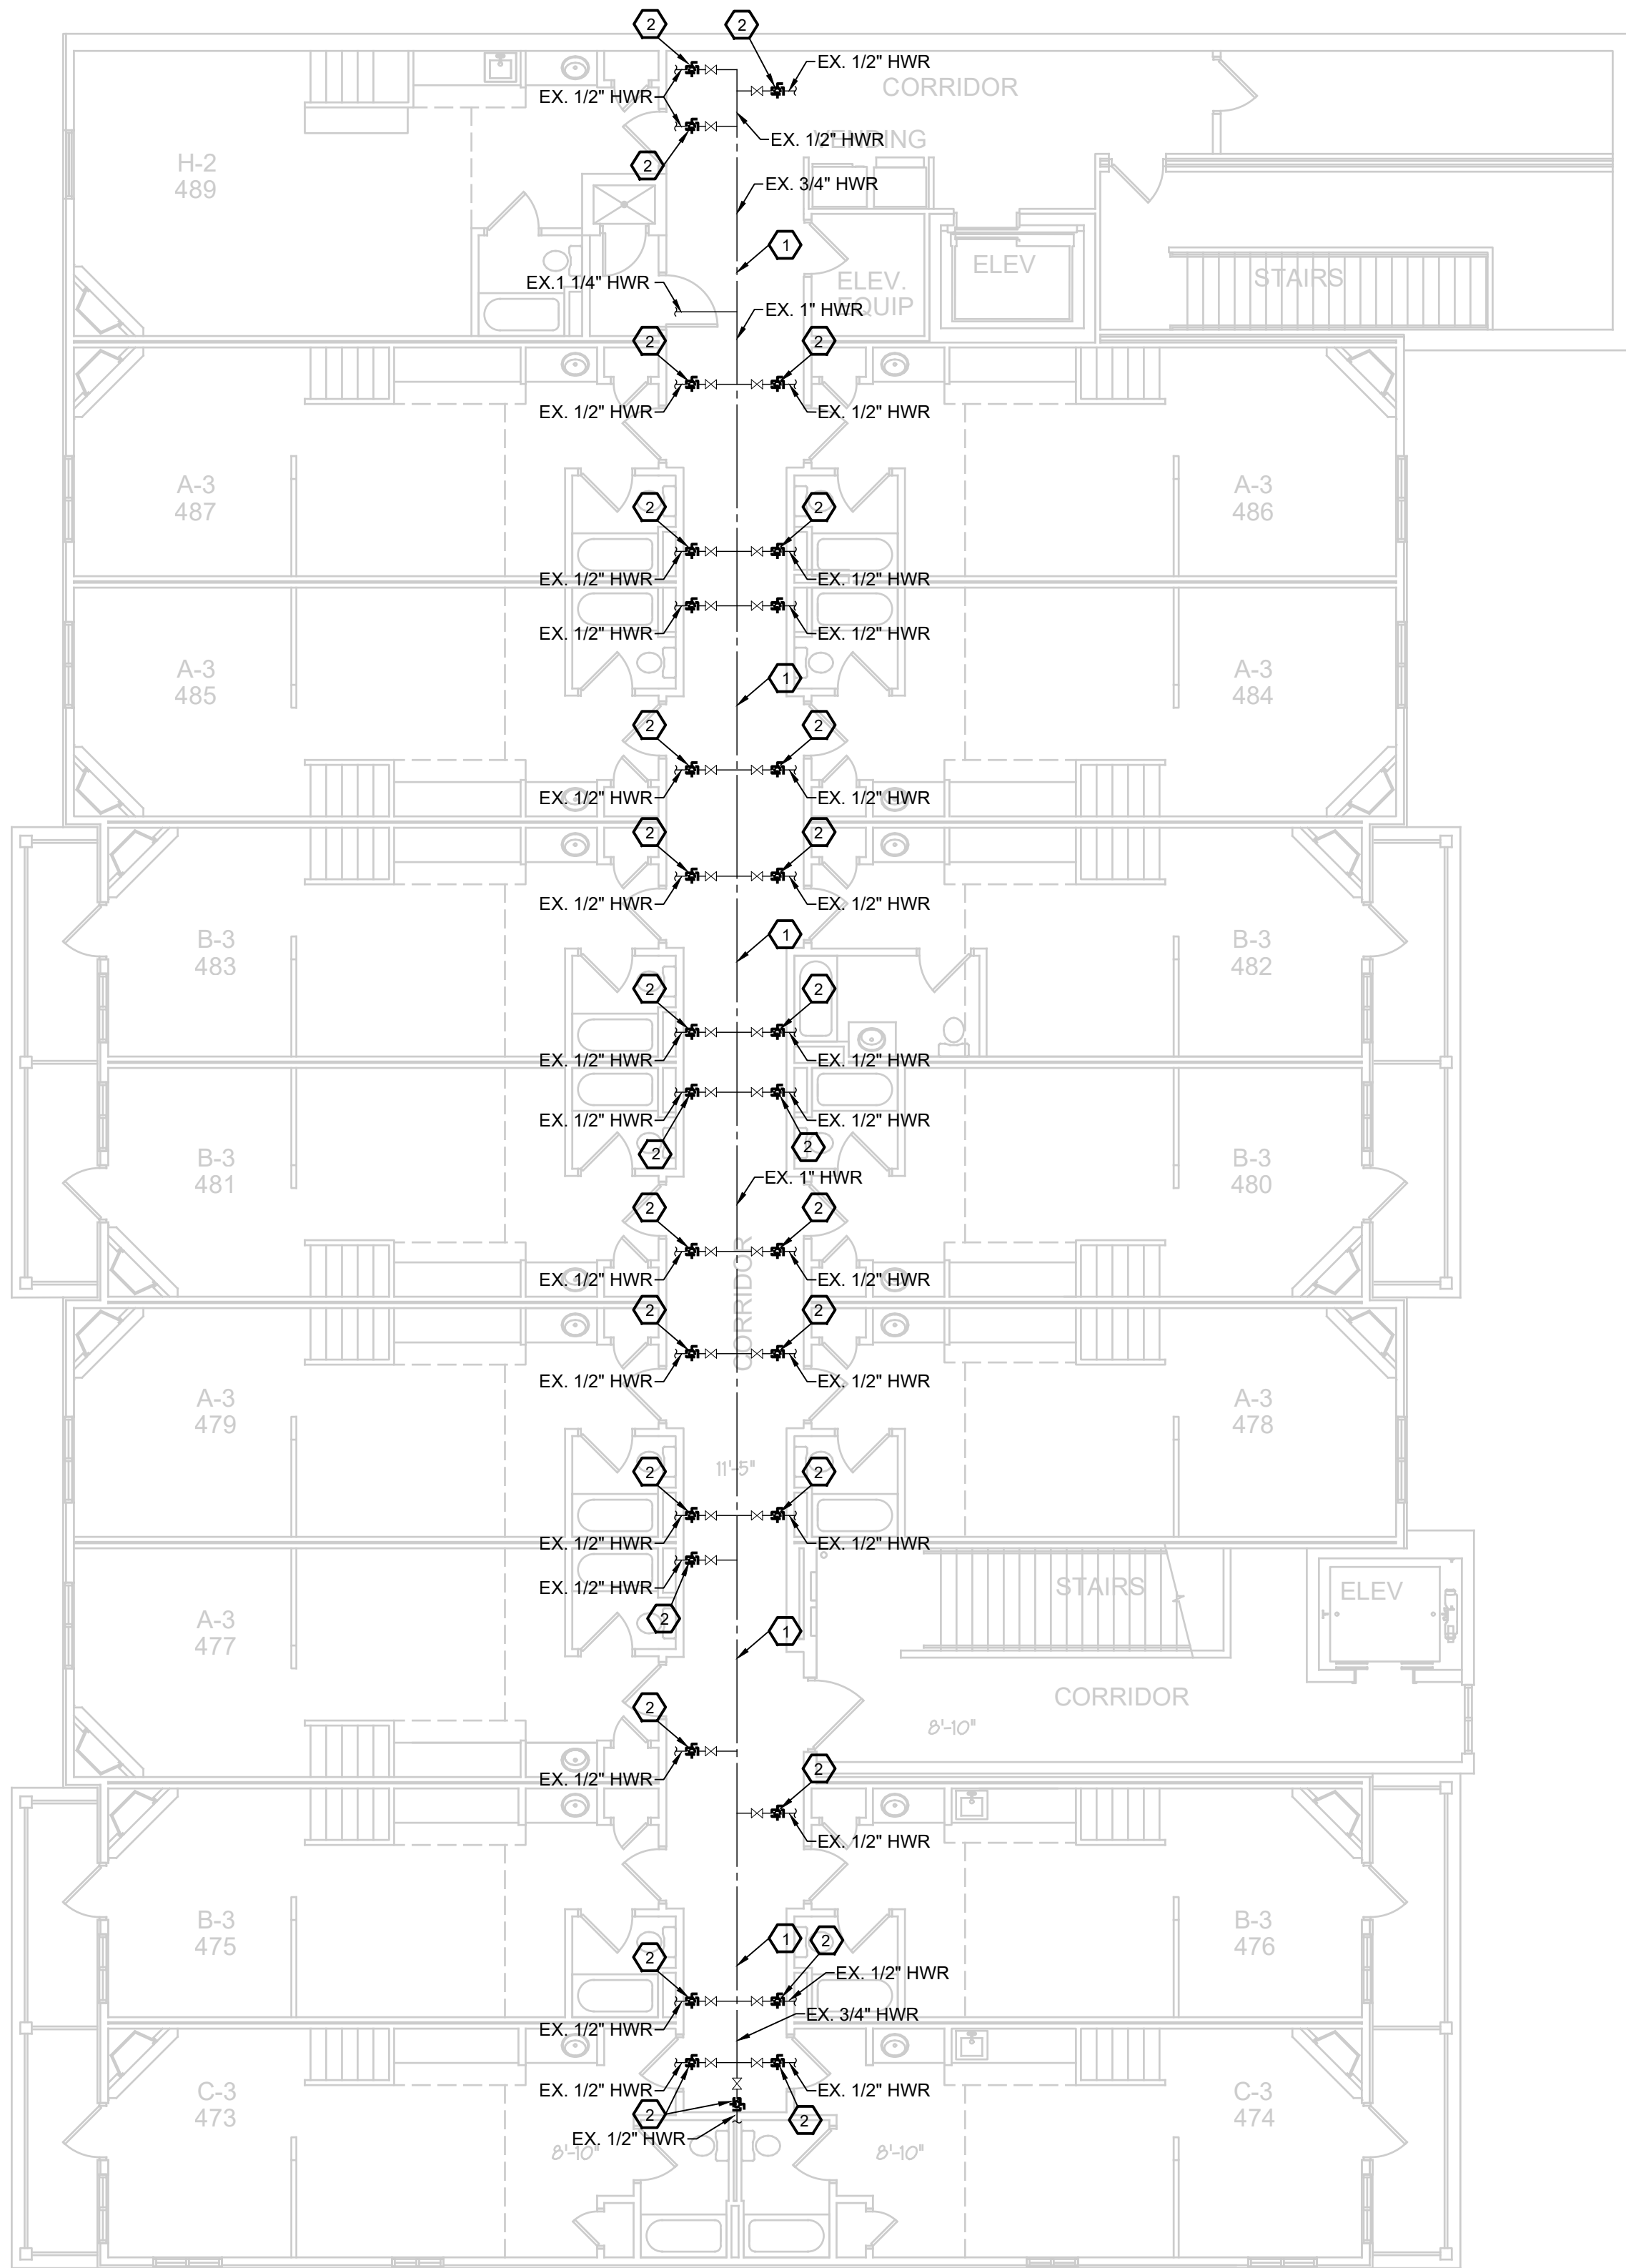 2
2
EX. 1/2" HWR
CORRIDOR
EX. 1/2" HWR
VENDING
EX. 1/2" HWR
2
H-2
489
EX. 3/4" HWR
1
ELEV
STAIRS
EX.1 1/4" HWR
ELEV.
EQUIP
EX. 1" HWR
2
2
EX. 1/2" HWR
EX. 1/2" HWR
A-3
487
A-3
486
2
2
EX. 1/2" HWR
EX. 1/2" HWR
EX. 1/2" HWR
EX. 1/2" HWR
A-3
485
1
A-3
484
2
2
EX. 1/2" HWR
EX. 1/2" HWR
2
2
EX. 1/2" HWR
EX. 1/2" HWR
B-3
483
1
B-3
482
2
2
EX. 1/2" HWR
EX. 1/2" HWR
EX. 1/2" HWR
EX. 1/2" HWR
2
2
B-3
481
EX. 1" HWR
B-3
480
2
2
EX. 1/2" HWR
EX. 1/2" HWR
CORRIDOR
2
2
EX. 1/2" HWR
EX. 1/2" HWR
A-3
479
A-3
478
11'-5"
2
2
EX. 1/2" HWR
EX. 1/2" HWR
EX. 1/2" HWR
STAIRS
ELEV
2
A-3
477
1
CORRIDOR
8'-10"
2
EX. 1/2" HWR
2
EX. 1/2" HWR
B-3
475
1
2
B-3
476
2
EX. 1/2" HWR
EX. 3/4" HWR
EX. 1/2" HWR
C-3
473
EX. 1/2" HWR
EX. 1/2" HWR
C-3
474
2
2
EX. 1/2" HWR
8'-10"
8'-10"